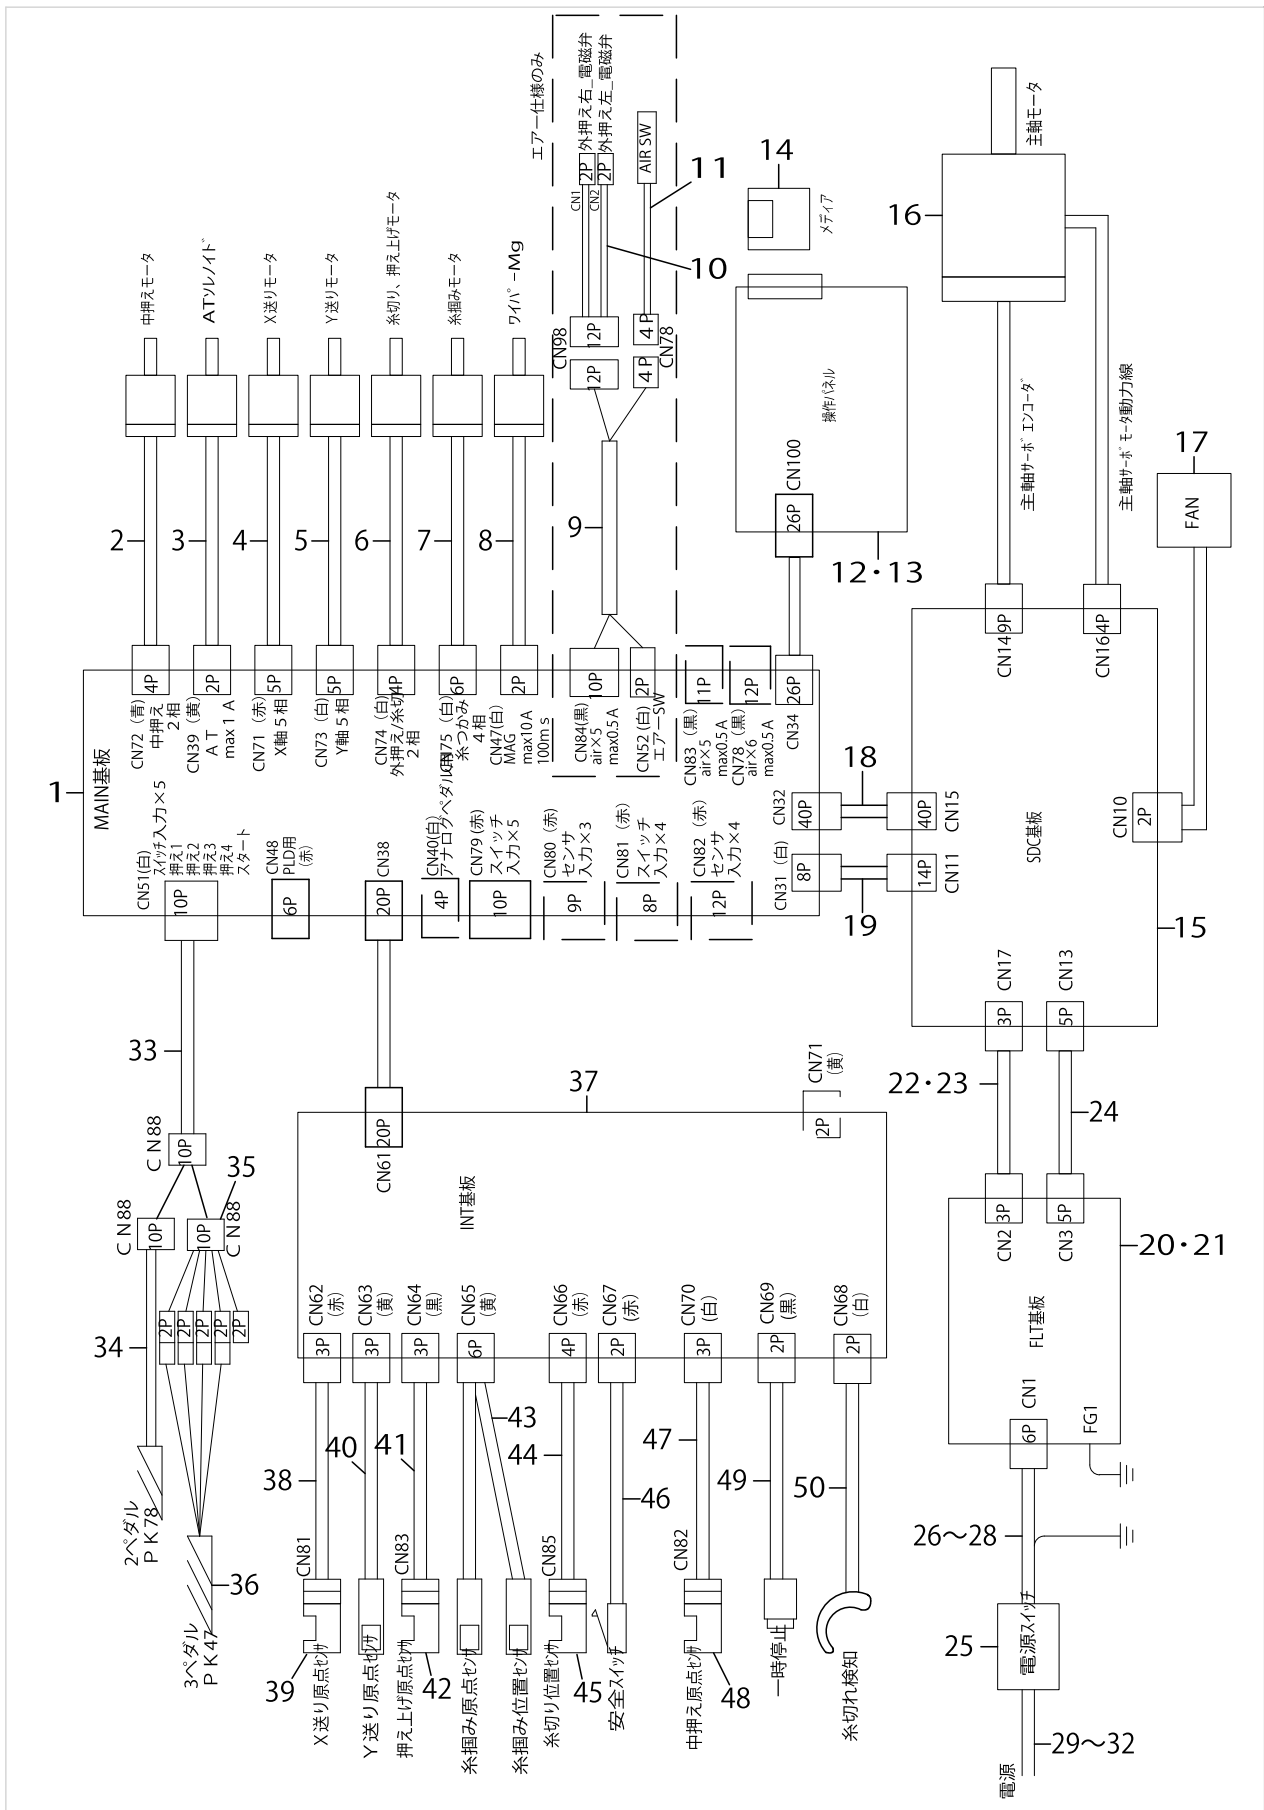 エアー仕様のみ
外押え右_電磁弁
外押え左_電磁弁
CN1
2P
CN2
2P
AIR SW
11
10
14
メディア
16
主軸モータ
中押えモータ
ATソレノイド
X送りモータ
Y送りモータ
糸切り、押え上げモータ
糸掴みモータ
ワイパー-Mg
CN98
12P
12P
4P
4P
CN78
操作パネル
CN100
26P
12・13
主軸サーボエンコーダ
主軸サーボモータ動力線
17
FAN
2
3
4
5
6
7
8
9
1
MAIN基板
4P
CN72 (青)
中押え
2相
2P
CN39 (黄)
AT
max1A
5P
CN71 (赤)
X軸5相
5P
CN73 (白)
Y軸5相
4P
CN74 (白)
外押え/糸切
2相
6P
CN75 (白)
糸つかみ
4相
2P
CN47(白)
MAG
max10A
100ms
10P
CN84(黒)
air×5
max0.5A
2P
CN52(白)
エアーSW
11P
CN83 (黒)
air×5
max0.5A
12P
CN78 (黒)
air×6
max0.5A
26P
CN34
CN149P
CN164P
CN32
40P
18
40P
CN15
CN31 (白)
8P
19
14P
CN11
SDC基板
CN10
2P
15
CN51(白)
スイッチ入力×5
押え1
押え2
押え3
押え4
スタート
10P
CN48
PLD用
(赤)
6P
CN38
20P
CN40(白)
アナログペダル用
4P
CN79(赤)
スイッチ
入力×5
10P
CN80 (赤)
センサ
入力×3
9P
CN81 (赤)
スイッチ
入力×4
8P
CN82 (赤)
センサ
入力×4
12P
CN17
3P
CN13
5P
22・23
24
CN2
3P
CN3
5P
20・21
FLT基板
CN1
6P
FG1
26～28
電源スイッチ
25
29～32
電源
33
CN88
10P
35
CN88
10P
10P
CN88
2P
2P
2P
2P
2P
34
2ペダル
PK78
36
3ペダル
PK47
37
CN61
20P
CN71
(黄)
2P
INT基板
CN62
(赤)
3P
CN63
(黄)
3P
CN64
(黒)
3P
CN65
(黄)
6P
CN66
(赤)
4P
CN67
(赤)
2P
CN70
(白)
3P
CN69
(黒)
2P
CN68
(白)
2P
38
40
41
43
44
46
47
49
50
CN81
CN83
CN85
CN82
39
42
45
48
X送り原点センサ
Y送り原点センサ
押え上げ原点センサ
糸掴み原点センサ
糸掴み位置センサ
糸切り位置センサ
安全スイッチ
中押え原点センサ
一時停止
糸切れ検知